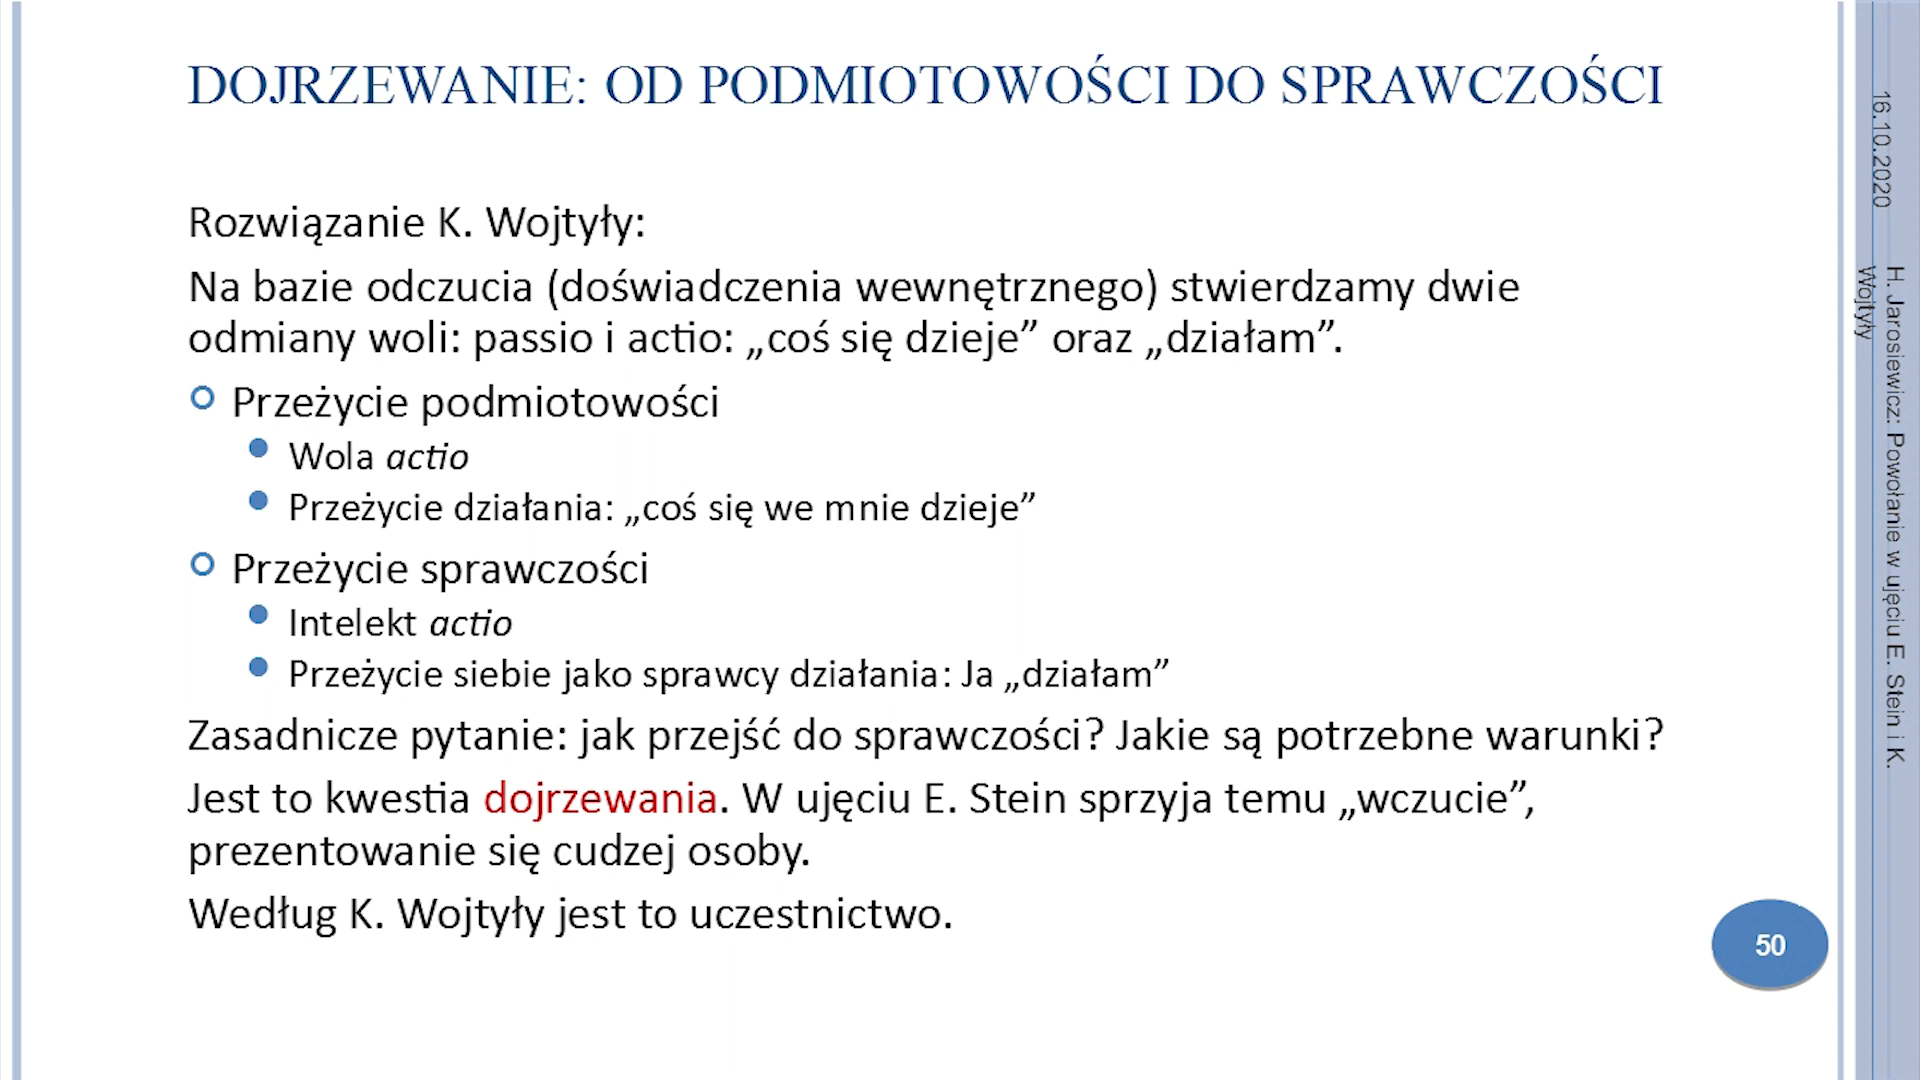 DOJRZEWANIE: OD PODMIOTOWOŚCI DO SPRAWCZOŚCI
Rozwiązanie K. Wojtyły:
Na bazie odczucia (doświadczenia wewnętrznego) stwierdzamy dwie
odmiany woli: passio i actio: „coś się dzieje” oraz „działam”.
Przeżycie podmiotowości
Wola actio
Przeżycie działania: „coś się we mnie dzieje”
Przeżycie sprawczości
Intelekt actio
Przeżycie siebie jako sprawcy działania: Ja „działam”
Zasadnicze pytanie: jak przejść do sprawczości? Jakie są potrzebne warunki?
Jest to kwestia dojrzewania. W ujęciu E. Stein sprzyja temu „wczucie”,
prezentowanie się cudzej osoby.
Według K. Wojtyły jest to uczestnictwo.
50
16.10.2020
H. Jarosiewicz: Powołanie w ujęciu E. Stein i K.
Wojtyły